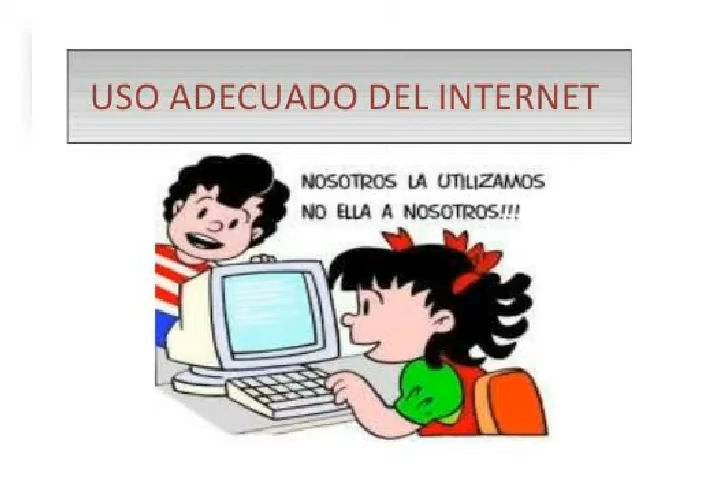 USO ADECUADO DEL INTERNET
NOSOTROS LA UTILIZAMOS
NO ELLA A NOSOTROS!!!